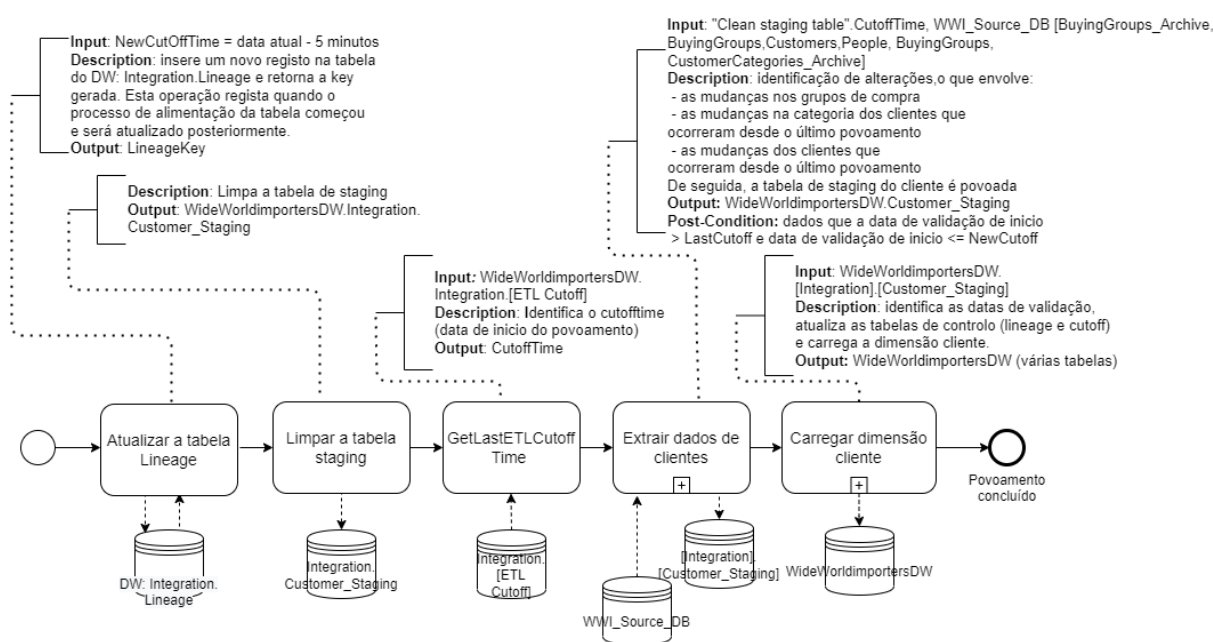 Input: NewCutOffTime = data atual - 5 minutos
Description: insere um novo registo na tabela
do DW: Integration.Lineage e retorna a key
gerada. Esta operação regista quando o
processo de alimentação da tabela começou
e será atualizado posteriormente.
Output: LineageKey
Description: Limpa a tabela de staging
Output: WideWorldimportersDW.Integration.
Customer_Staging
Input: WideWorldimportersDW.
Integration.[ETL Cutoff]
Description: Identifica o cutofftime
(data de inicio do povoamento)
Output: CutoffTime
Input: "Clean staging table".CutoffTime, WWI_Source_DB [BuyingGroups_Archive,
BuyingGroups,Customers,People, BuyingGroups,
CustomerCategories_Archive]
Description: identificação de alterações,o que envolve:
- as mudanças nos grupos de compra
- as mudanças na categoria dos clientes que
ocorreram desde o último povoamento
- as mudanças dos clientes que
ocorreram desde o último povoamento
De seguida, a tabela de staging do cliente é povoada
Output: WideWorldimportersDW.Customer_Staging
Post-Condition: dados que a data de validação de inicio
> LastCutoff e data de validação de inicio <= NewCutoff
Input: WideWorldimportersDW.
[Integration].[Customer_Staging]
Description: identifica as datas de validação,
atualiza as tabelas de controlo (lineage e cutoff)
e carrega a dimensão cliente.
Output: WideWorldimportersDW (várias tabelas)
Atualizar a tabela
Lineage
Limpar a tabela
staging
GetLastETLCutoff
Time
Extrair dados de
clientes
+
Carregar dimensão
cliente
+
Povoamento
concluído
DW: Integration.
Lineage
Integration.
Customer_Staging
Integration.
[ETL
Cutoff]
WWI_Source_DB
[Integration].
[Customer_Staging]
WideWorldimportersDW